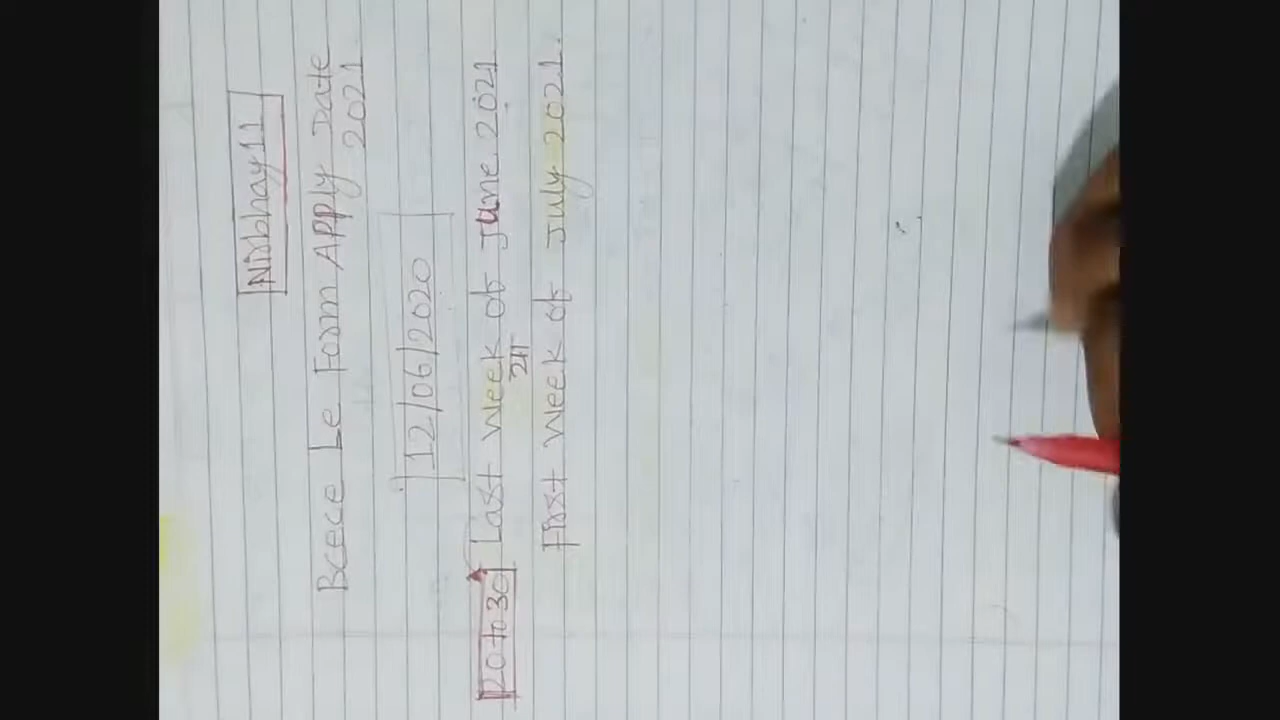 Nirbhay11
Bcece Le Form Apply Date
2021
12/06/2020
20 to 30 Last Week of June. 2021
या
First Week of July 2021.